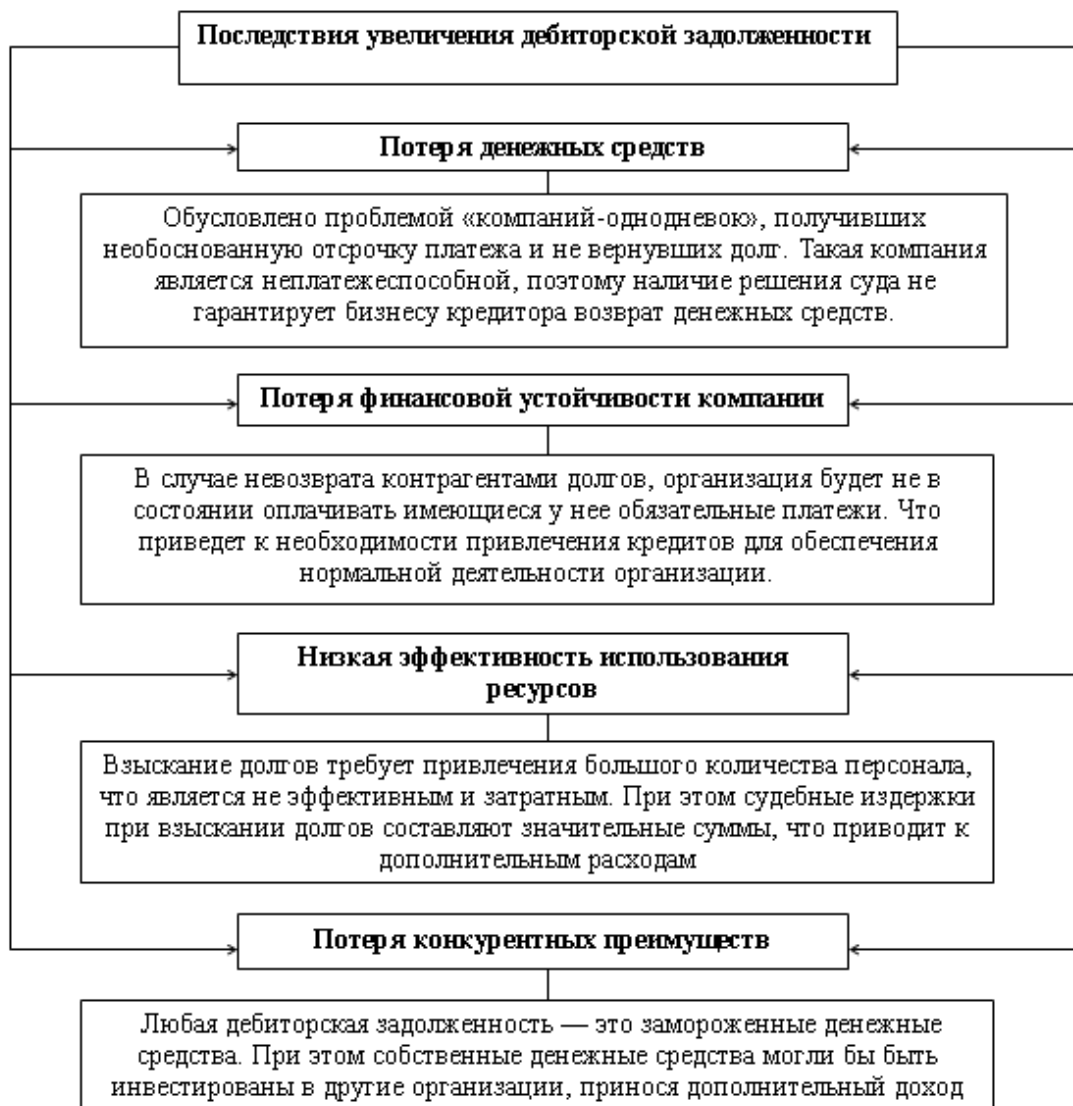 Последствия увеличения дебиторской задолженности
Потеря денежных средств
Обусловлено проблемой «компаний-однодневою», получивших
необоснованную отсрочку платежа и не вернувших долг. Такая компания
является неплатежеспособной, поэтому наличие решения суда не
гарантирует бизнесу кредитора возврат денежных средств.
Потеря финансовой устойчивости компании
В случае невозврата контрагентами долгов, организация будет не в
состоянии оплачивать имеющиеся у нее обязательные платежи. Что
приведет к необходимости привлечения кредитов для обеспечения
нормальной деятельности организации.
Низкая эффективность использования
ресурсов
Взыскание долгов требует привлечения большого количества персонала,
что является не эффективным и затратным. При этом судебные издержки
при взыскании долгов составляют значительные суммы, что приводит к
дополнительным расходам
Потеря конкурентных преимуществ
Любая дебиторская задолженность — это замороженные денежные
средства. При этом собственные денежные средства могли бы быть
инвестированы в другие организации, принося дополнительный доход